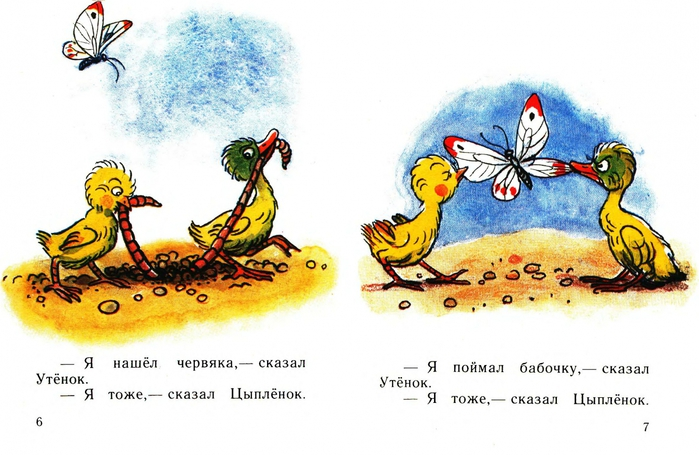 — Я нашёл червяка,— сказал
Утёнок.
— Я тоже,— сказал Цыплёнок.
6
— Я поймал бабочку,— сказал
Утёнок.
— Я тоже,— сказал Цыплёнок.
7